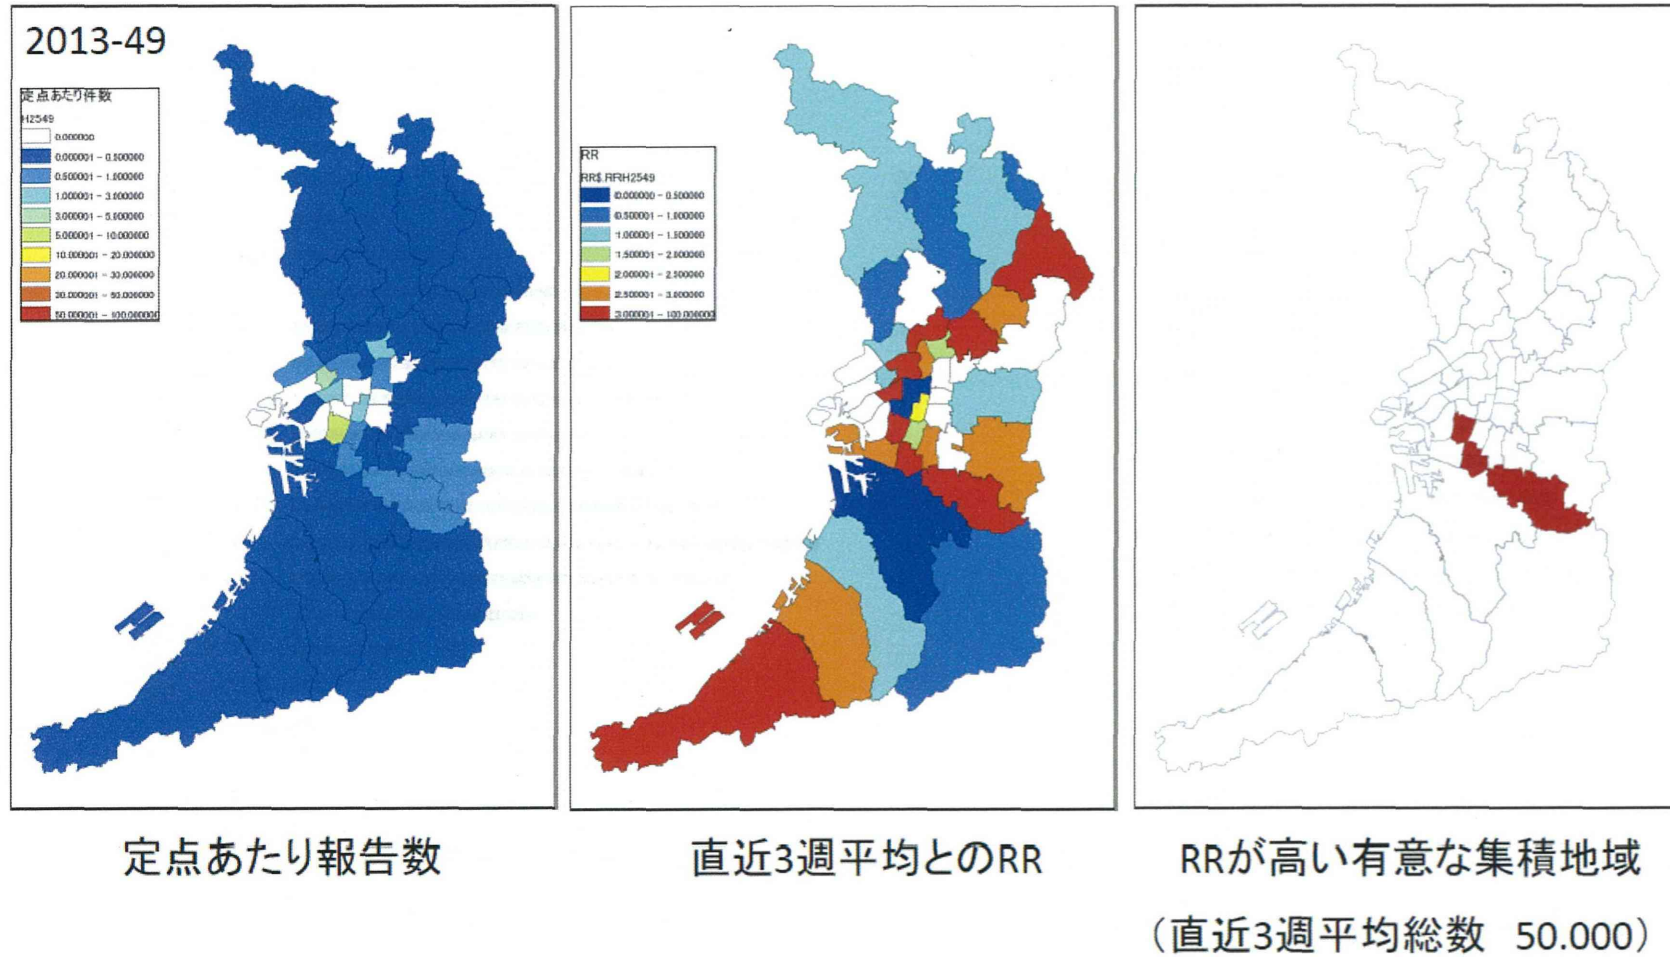 2013-49
定点あたり件数
H2549
0.000000
0.000001 - 0.500000
0.500001 - 1.000000
1.000001 - 3.000000
3.000001 - 5.000000
5.000001 - 10.000000
10.000001 - 20.000000
20.000001 - 30.000000
30.000001 - 50.000000
50.000001 - 100.000000
RR
RR$.RRH2549
0.000000 - 0.500000
0.500001 - 1.000000
1.000001 - 1.500000
1.500001 - 2.000000
2.000001 - 2.500000
2.500001 - 3.000000
3.000001 - 100.000000
定点あたり報告数
直近3週平均とのRR
RRが高い有意な集積地域
（直近3週平均総数 50.000）